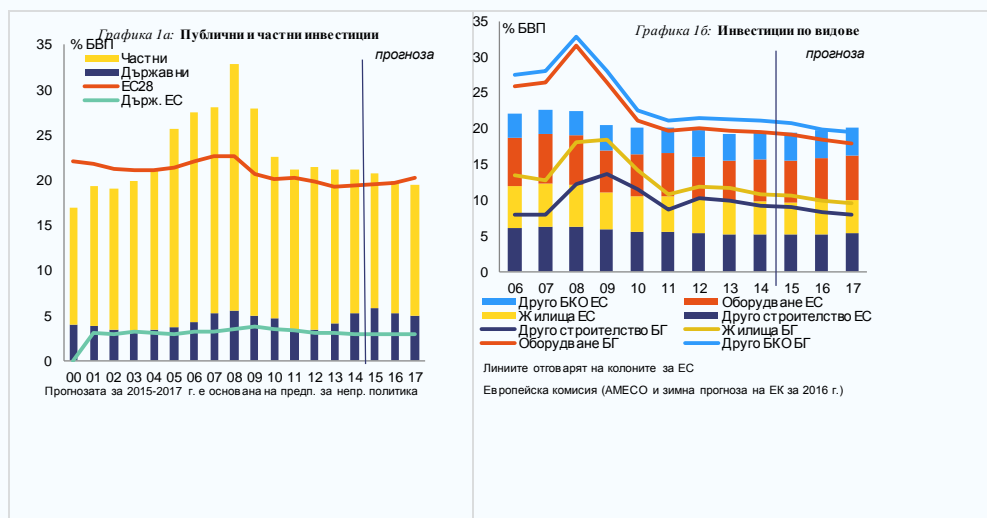 Графика 1а: Публични и частни инвестиции
% БВП
прогноза
Частни
Държавни
ЕС28
Държ. ЕС
35
30
25
20
15
10
5
0
00 01 02 03 04 05 06 07 08 09 10 11 12 13 14 15 16 17
Прогнозата за 2015-2017 г. е основана на предп. за непр. политика
Графика 1б: Инвестиции по видове
% БВП
прогноза
35
30
25
20
15
10
5
0
06 07 08 09 10 11 12 13 14 15 16 17
Друго БКО ЕС Оборудване ЕС
Жилища ЕС Друго строителство ЕС
Друго строителство БГ Жилища БГ
Оборудване БГ Друго БКО БГ
Линиите отговарят на колоните за ЕС
Европейска комисия (AMECO и зимна прогноза на ЕК за 2016 г.)